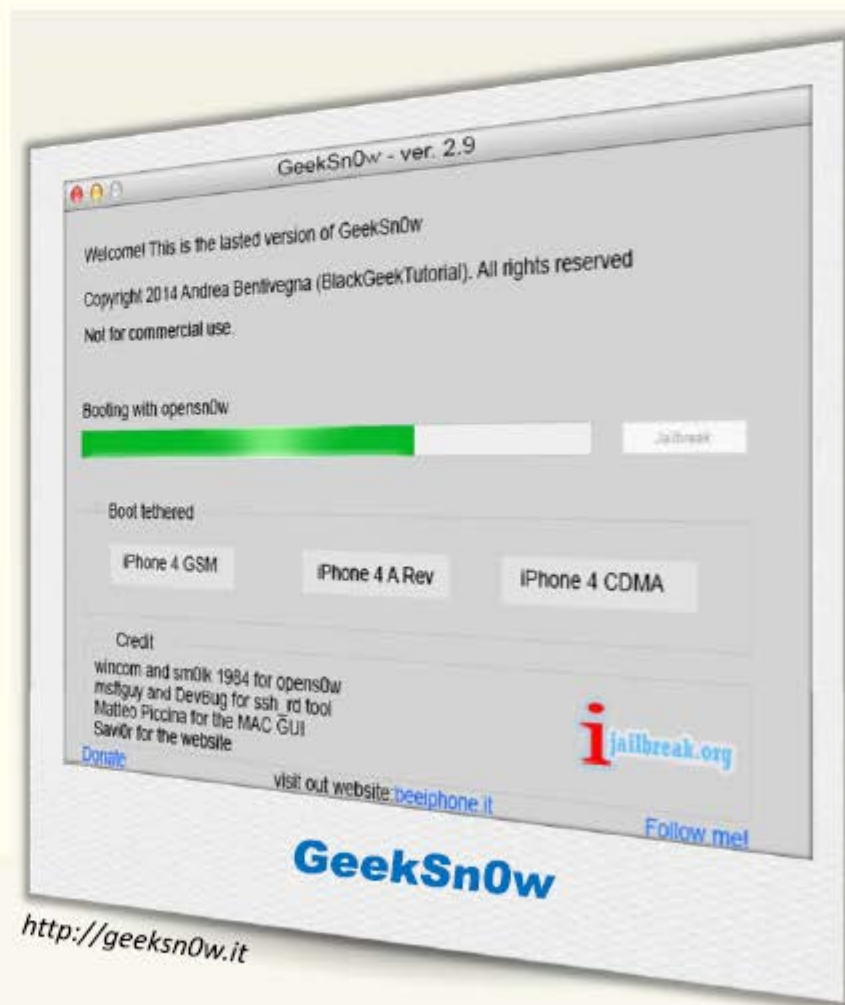 GeekSn0w - ver. 2.9
Welcome! This is the lasted version of GeekSn0w
Copyright 2014 Andrea Bentivegna (BlackGeekTutorial). All rights reserved
Not for commercial use.
Booting with opensn0w
Jailbreak
Boot tethered
iPhone 4 GSM
iPhone 4 A Rev
iPhone 4 CDMA
Credit
wincom and sm0lk 1984 for opens0w
msftguy and DevBug for ssh_rd tool
Matteo Piccina for the MAC GUI
Savi0r for the website
ijailbreak.org
Donate
visit out website:beeiphone.it
Follow me!
GeekSn0w
http://geeksn0w.it